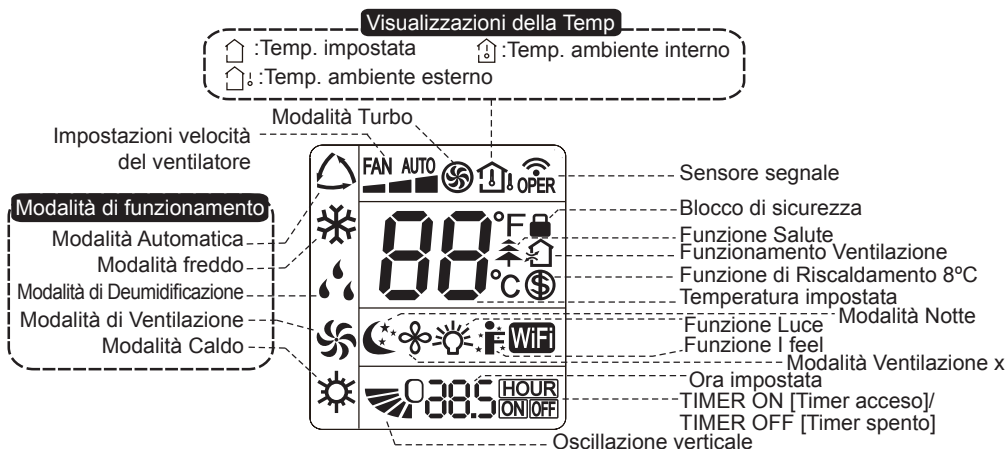 Visualizzazioni della Temp
:Temp. impostata
:Temp. ambiente interno
:Temp. ambiente esterno
Modalità Turbo
Impostazioni velocità
del ventilatore
FAN AUTO
OPER
Sensore segnale
Modalità di funzionamento
Modalità Automatica
Modalità freddo
Modalità di Deumidificazione
Modalità di Ventilazione
Modalità Caldo
88
°F
°C
Blocco di sicurezza
Funzione Salute
Funzionamento Ventilazione
Funzione di Riscaldamento 8ºC
Temperatura impostata
Modalità Notte
WiFi
Funzione Luce
Funzione I feel
Modalità Ventilazione x
088.5
HOUR
ON OFF
Ora impostata
TIMER ON [Timer acceso]/
TIMER OFF [Timer spento]
Oscillazione verticale